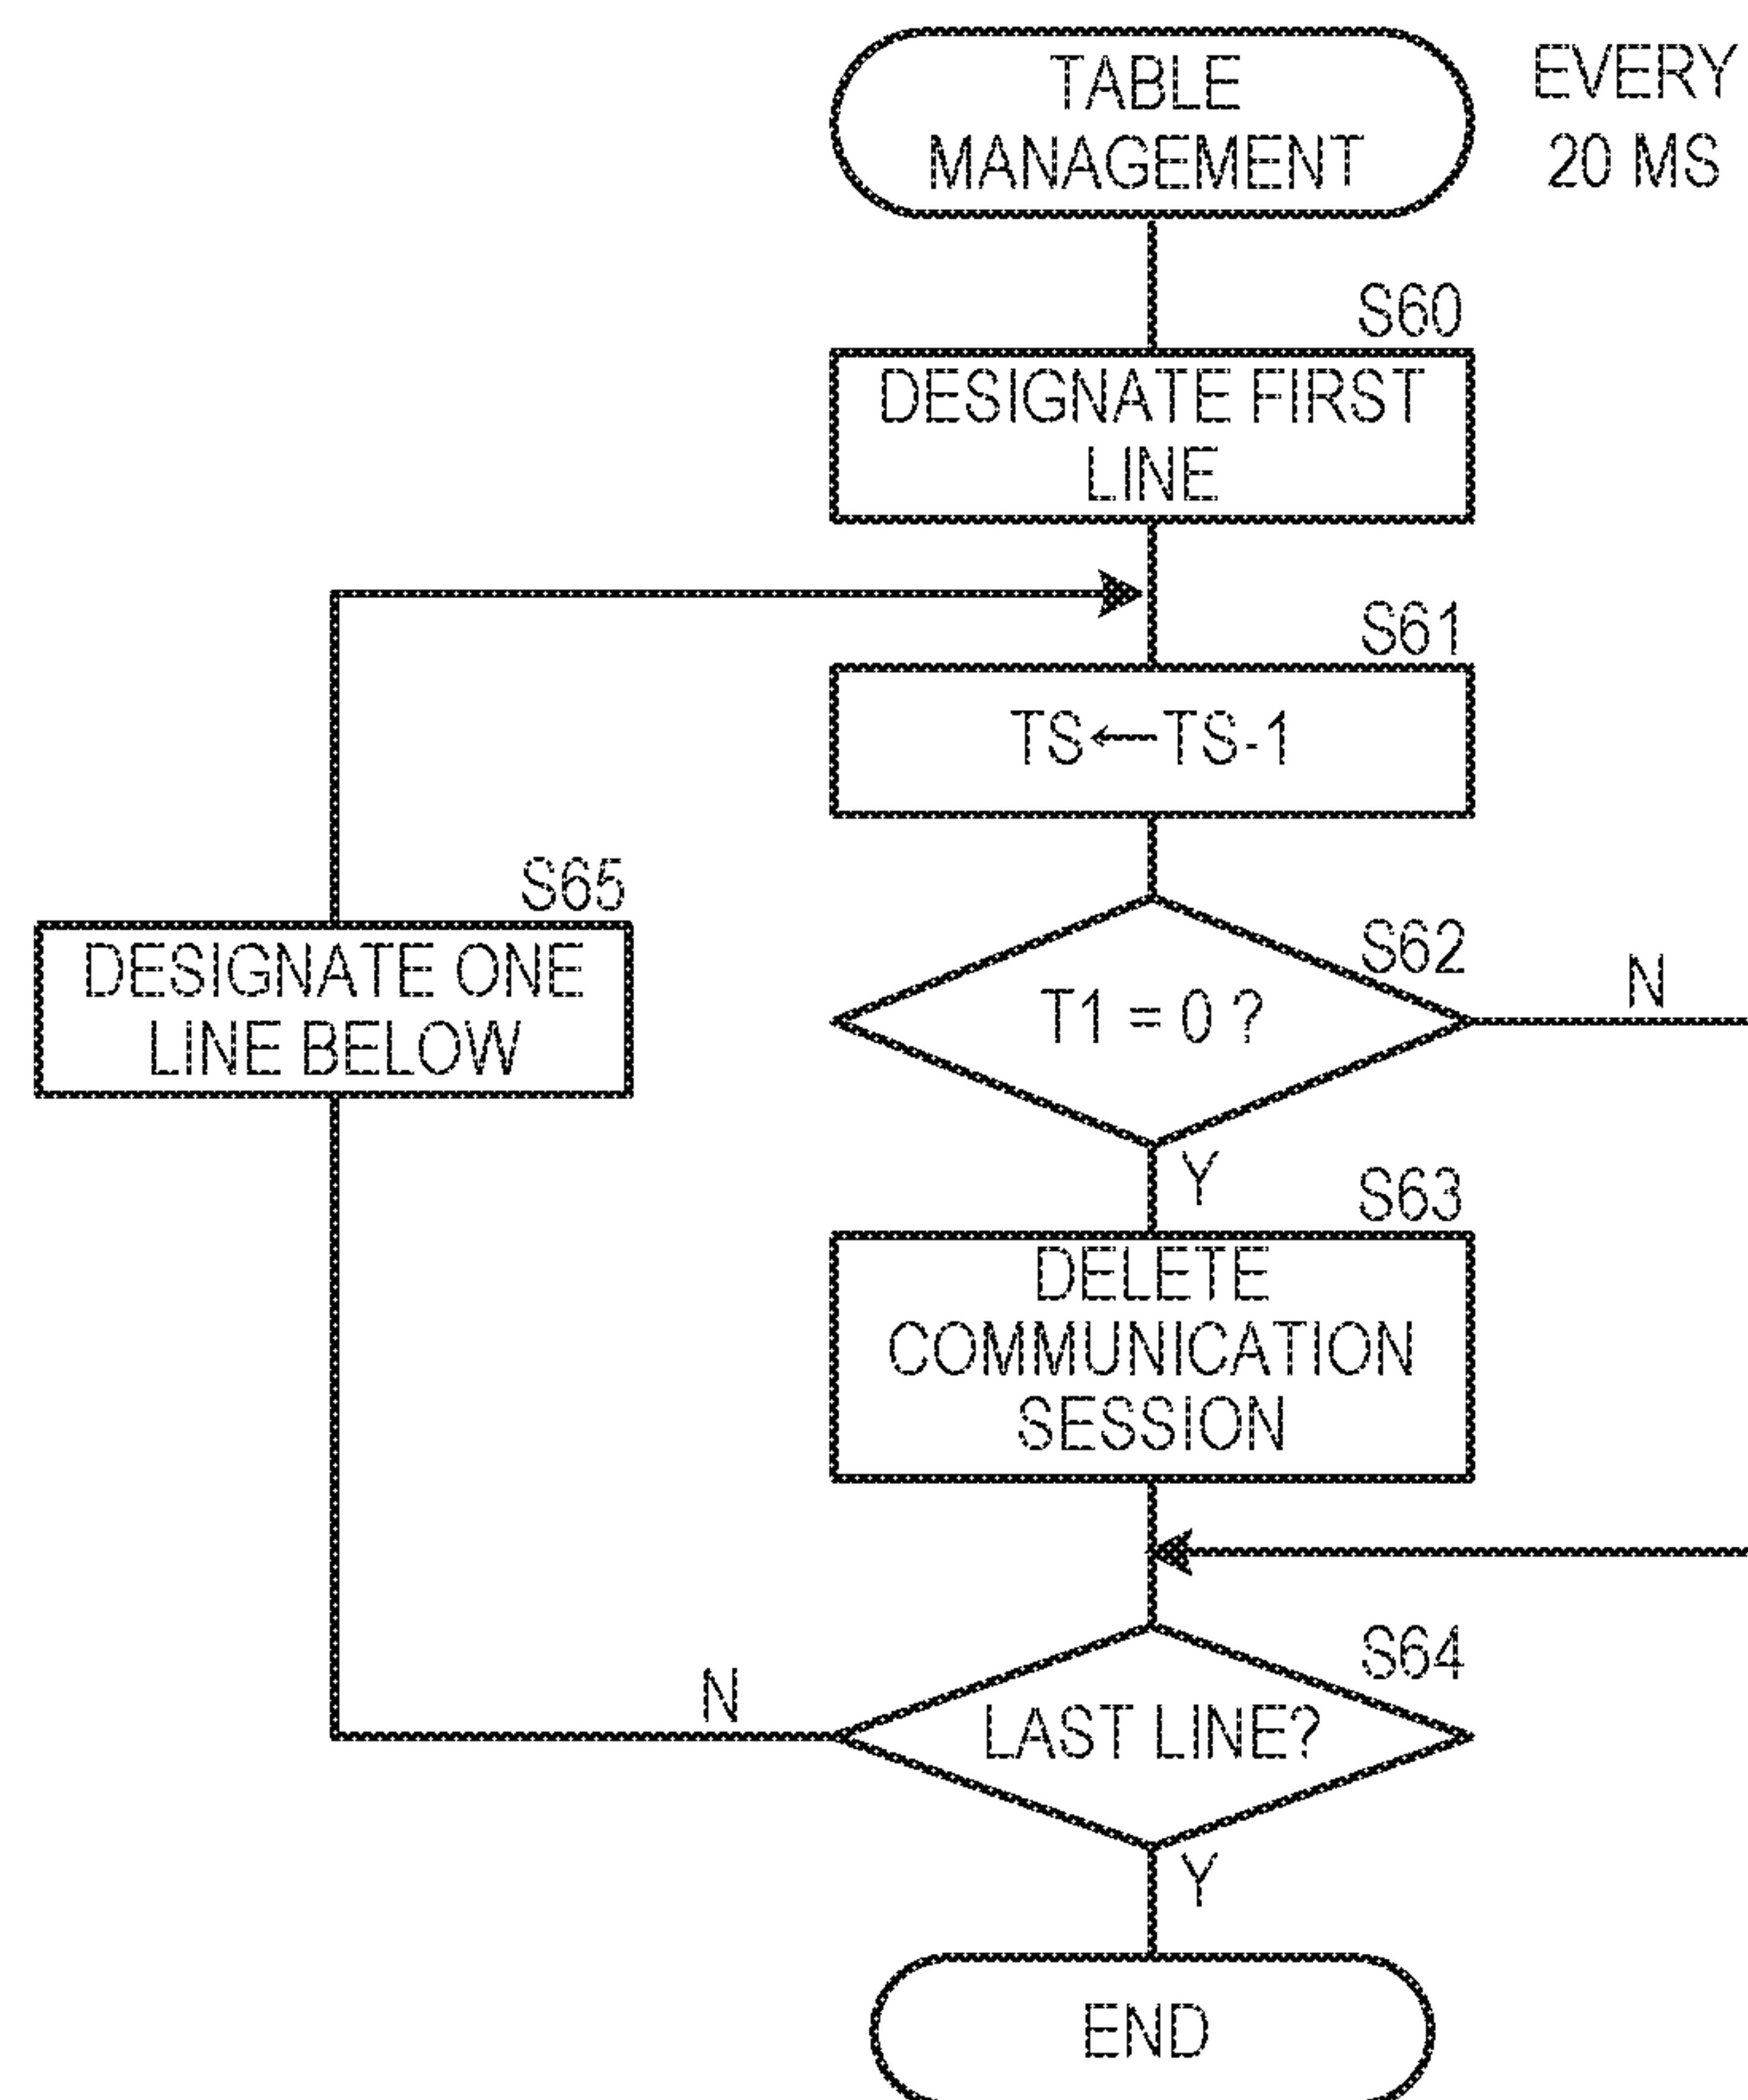 TABLE
MANAGEMENT
EVERY
20 MS
S60
DESIGNATE FIRST
LINE
S61
TS←TS-1
S65
DESIGNATE ONE
LINE BELOW
S62
T1 = 0 ?
N
Y
S63
DELETE
COMMUNICATION
SESSION
S64
LAST LINE?
N
Y
END